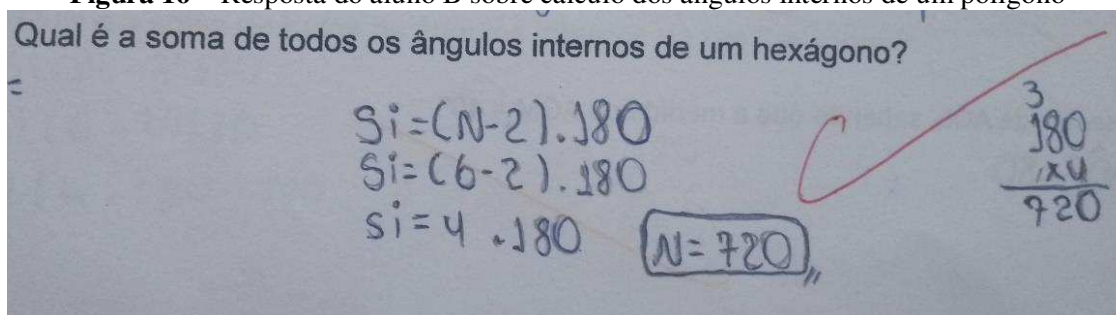 Figura 16 – Resposta do aluno B sobre cálculo dos ângulos internos de um polígono
Qual é a soma de todos os ângulos internos de um hexágono?
=
Si=(N-2).180
Si=(6-2).180
Si=4.180
N=720
3
180
x4
720